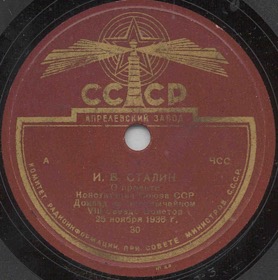 СССР
АПРЕЛЕВСКИЙ ЗАВОД
А ЧСС
И. В. СТАЛИН
О проекте
Конституции Союза ССР
Доклад на Чрезвычайном
VIII Съезде Советов
25 ноября 1936 г.
КОМИТЕТ РАДИОИНФОРМАЦИИ ПРИ СОВЕТЕ МИНИСТРОВ СССР